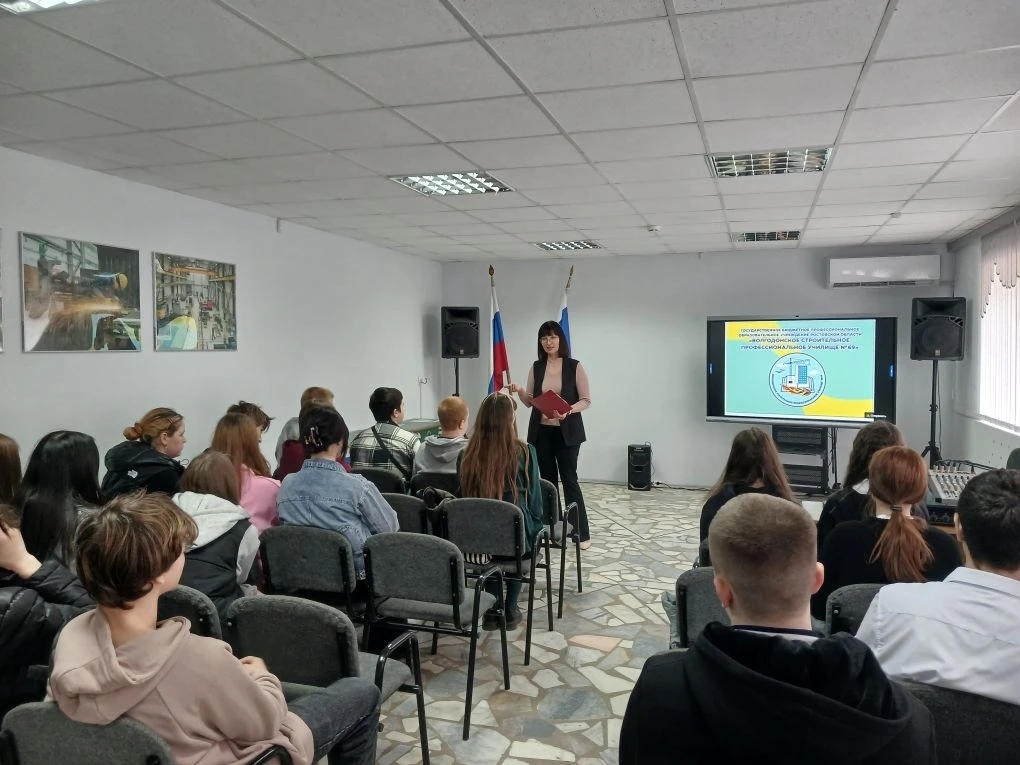 ГОСУДАРСТВЕННОЕ БЮДЖЕТНОЕ ПРОФЕССИОНАЛЬНОЕ
ОБРАЗОВАТЕЛЬНОЕ УЧРЕЖДЕНИЕ РОСТОВСКОЙ ОБЛАСТИ
«ВОЛГОДОНСКОЕ СТРОИТЕЛЬНОЕ
ПРОФЕССИОНАЛЬНОЕ УЧИЛИЩЕ №69»